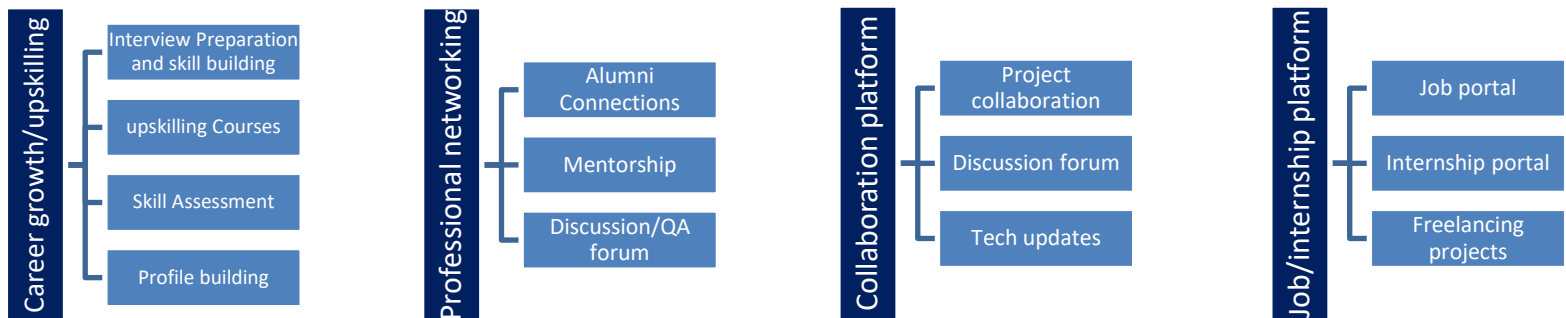 Career growth/upskilling
Interview Preparation
and skill building
upskilling Courses
Skill Assessment
Profile building
Professional networking
Alumni
Connections
Mentorship
Discussion/QA
forum
Collaboration platform
Project
collaboration
Discussion forum
Tech updates
Job/internship platform
Job portal
Internship portal
Freelancing
projects